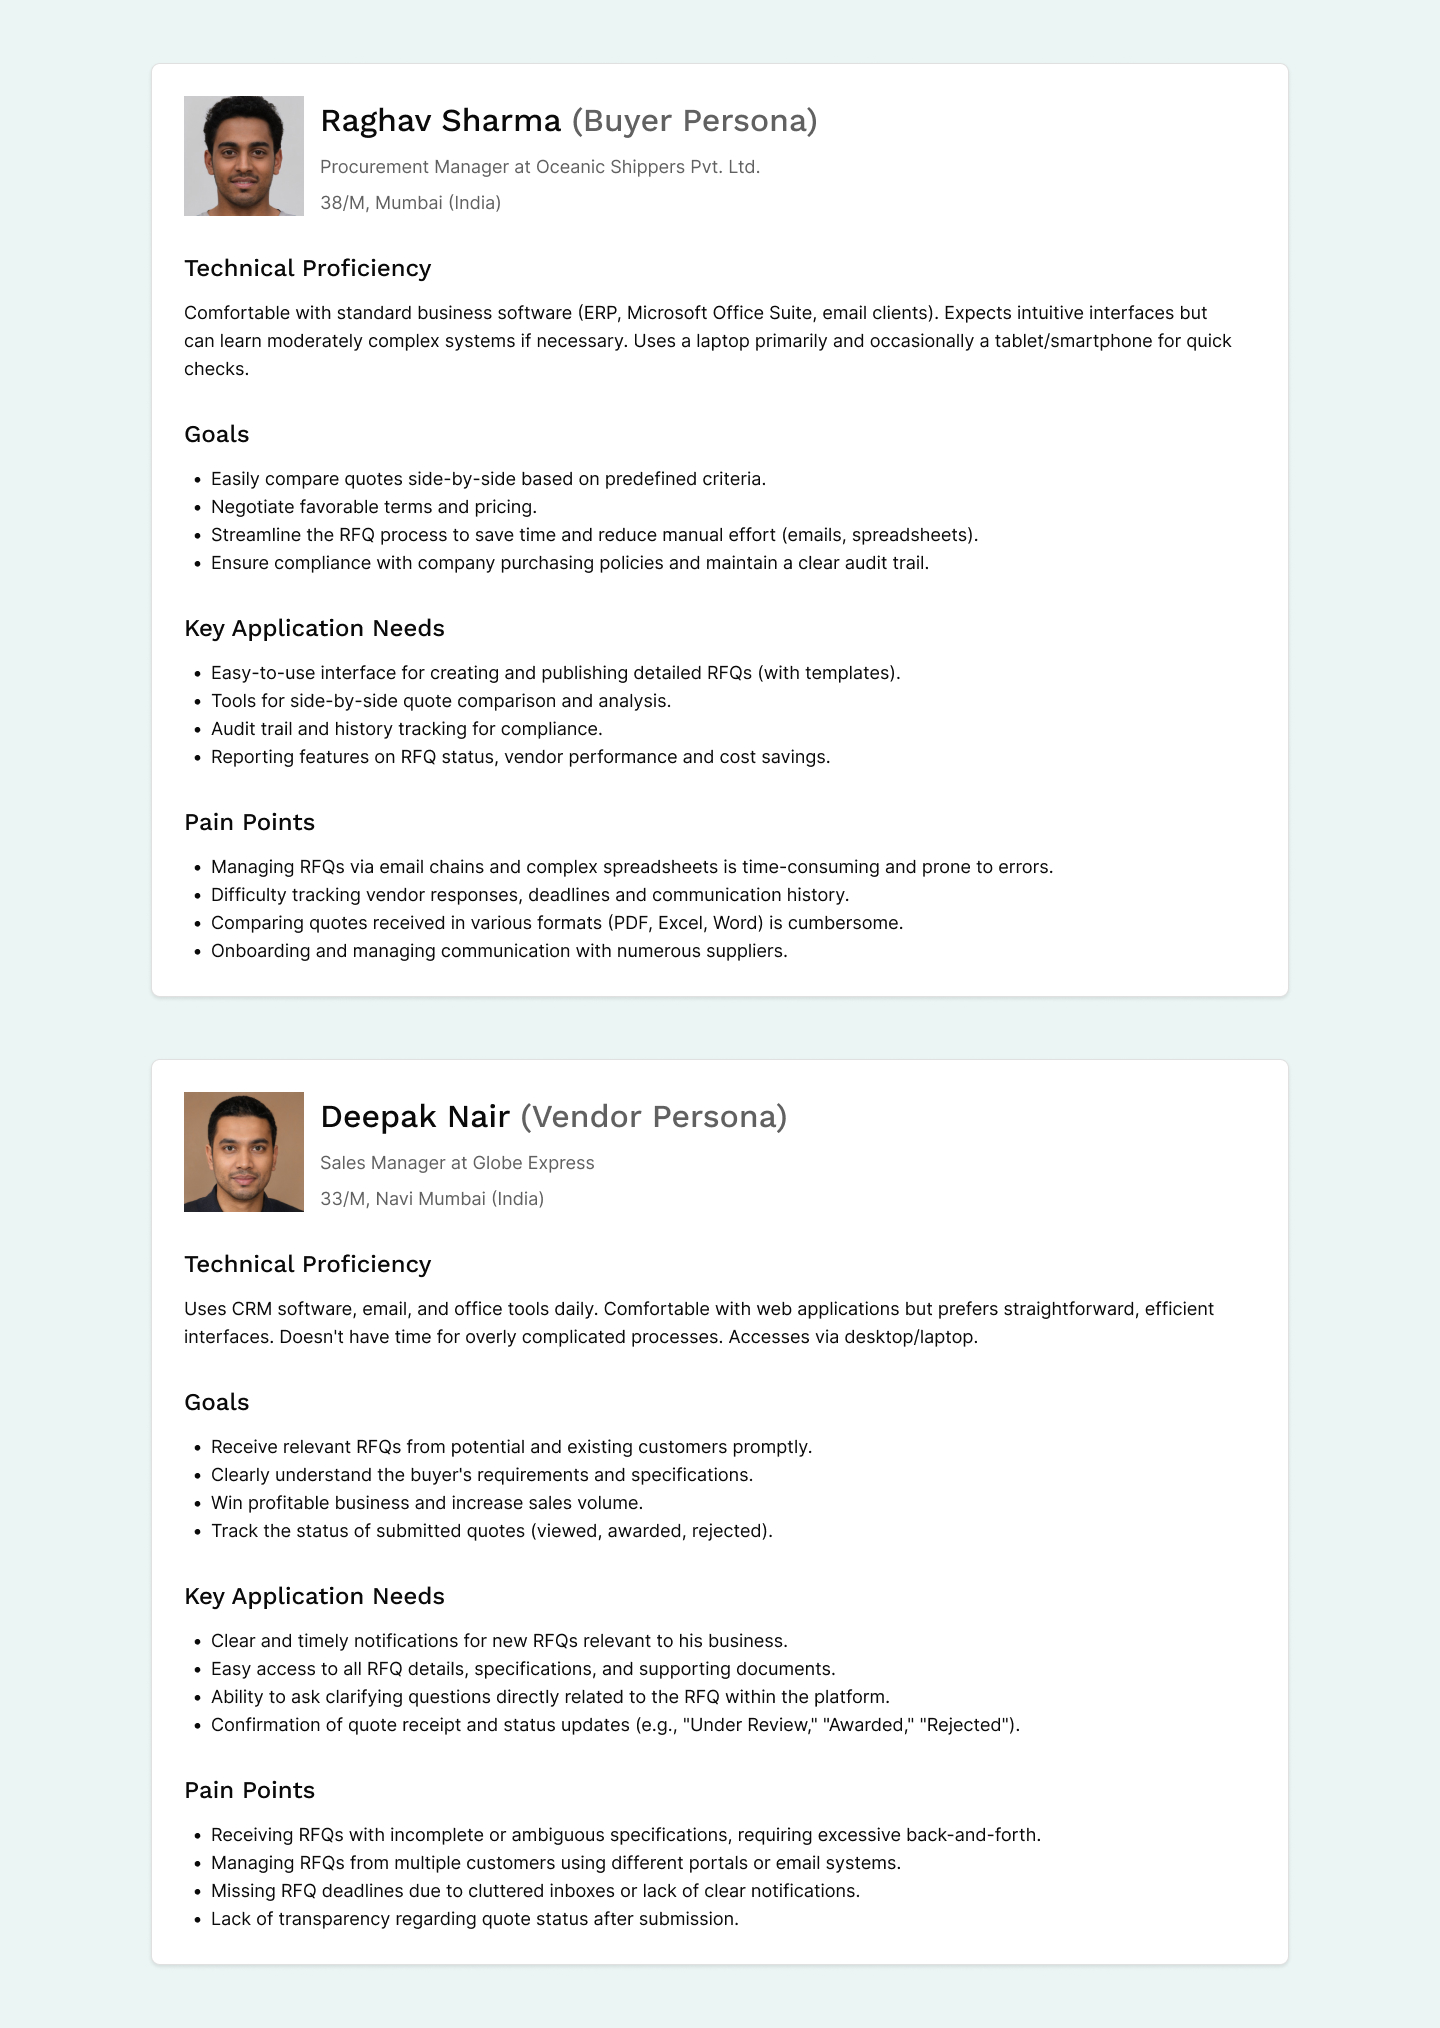 Raghav Sharma (Buyer Persona)
Procurement Manager at Oceanic Shippers Pvt. Ltd.
38/M, Mumbai (India)
Technical Proficiency
Comfortable with standard business software (ERP, Microsoft Office Suite, email clients). Expects intuitive interfaces but
can learn moderately complex systems if necessary. Uses a laptop primarily and occasionally a tablet/smartphone for quick
checks.
Goals
• Easily compare quotes side-by-side based on predefined criteria.
• Negotiate favorable terms and pricing.
• Streamline the RFQ process to save time and reduce manual effort (emails, spreadsheets).
• Ensure compliance with company purchasing policies and maintain a clear audit trail.
Key Application Needs
• Easy-to-use interface for creating and publishing detailed RFQs (with templates).
• Tools for side-by-side quote comparison and analysis.
• Audit trail and history tracking for compliance.
• Reporting features on RFQ status, vendor performance and cost savings.
Pain Points
• Managing RFQs via email chains and complex spreadsheets is time-consuming and prone to errors.
• Difficulty tracking vendor responses, deadlines and communication history.
• Comparing quotes received in various formats (PDF, Excel, Word) is cumbersome.
• Onboarding and managing communication with numerous suppliers.
Deepak Nair (Vendor Persona)
Sales Manager at Globe Express
33/M, Navi Mumbai (India)
Technical Proficiency
Uses CRM software, email, and office tools daily. Comfortable with web applications but prefers straightforward, efficient
interfaces. Doesn't have time for overly complicated processes. Accesses via desktop/laptop.
Goals
• Receive relevant RFQs from potential and existing customers promptly.
• Clearly understand the buyer's requirements and specifications.
• Win profitable business and increase sales volume.
• Track the status of submitted quotes (viewed, awarded, rejected).
Key Application Needs
• Clear and timely notifications for new RFQs relevant to his business.
• Easy access to all RFQ details, specifications, and supporting documents.
• Ability to ask clarifying questions directly related to the RFQ within the platform.
• Confirmation of quote receipt and status updates (e.g., "Under Review," "Awarded," "Rejected").
Pain Points
• Receiving RFQs with incomplete or ambiguous specifications, requiring excessive back-and-forth.
• Managing RFQs from multiple customers using different portals or email systems.
• Missing RFQ deadlines due to cluttered inboxes or lack of clear notifications.
• Lack of transparency regarding quote status after submission.